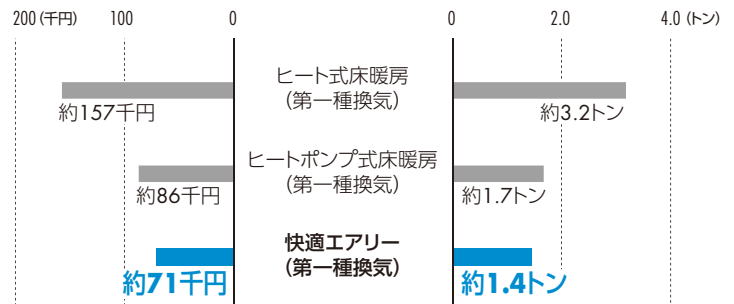 200 (千円) 100 0 0 2.0 4.0 (トン)
ヒート式床暖房
(第一種換気)
約157千円 約3.2トン
ヒートポンプ式床暖房
(第一種換気)
約86千円 約1.7トン
快適エアリー
(第一種換気)
約71千円 約1.4トン